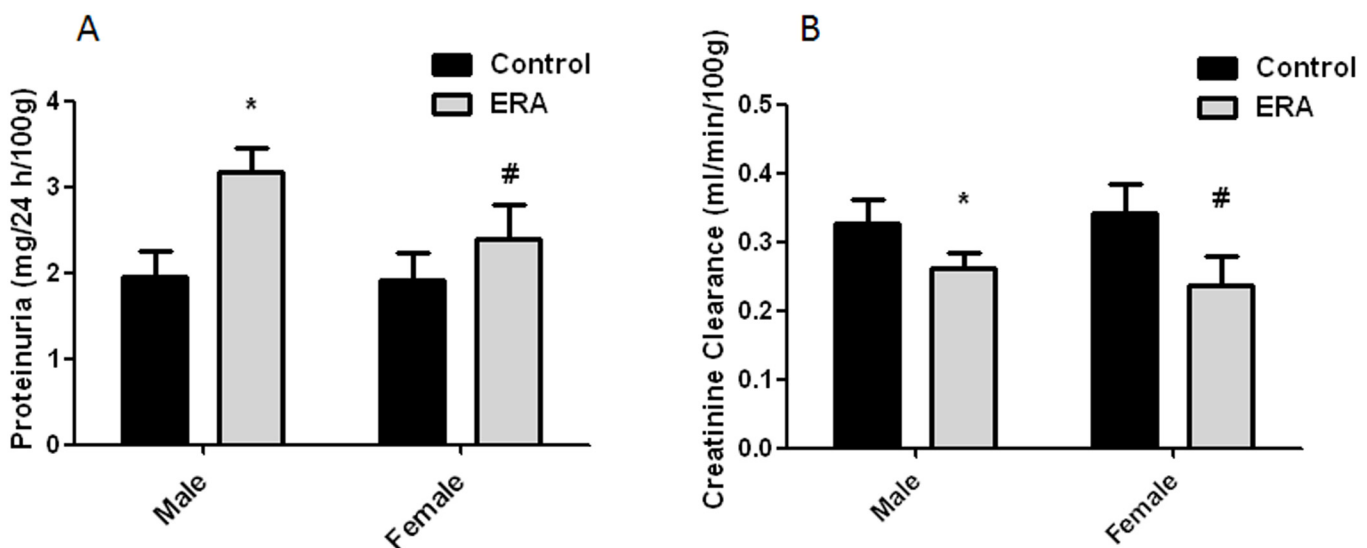 A
Control
ERA
Proteinuria (mg/24 h/100g)
4
3
2
1
0
*
#
Male
Female
B
Control
ERA
Creatinine Clearance (ml/min/100g)
0.5
0.4
0.3
0.2
0.1
0.0
*
#
Male
Female